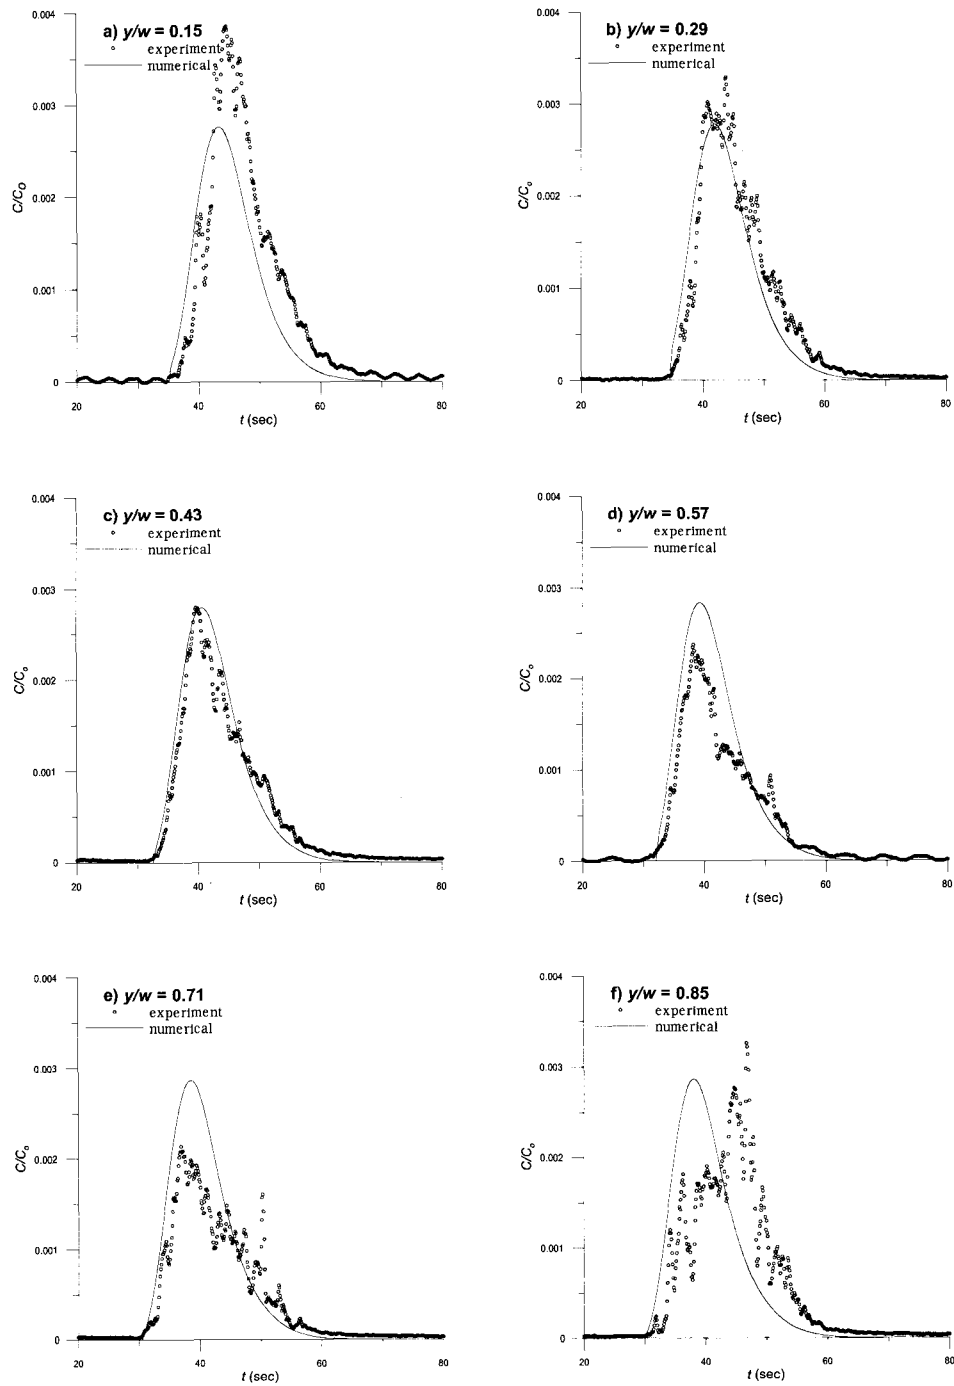 a) y/w = 0.15
experiment
numerical
0.004
0.003
0.002
0.001
0
C/Co
20 40 60 80
t (sec)
b) y/w = 0.29
experiment
numerical
0.004
0.003
0.002
0.001
0
C/Co
20 40 60 80
t (sec)
c) y/w = 0.43
experiment
numerical
0.004
0.003
0.002
0.001
0
C/Co
20 40 60 80
t (sec)
d) y/w = 0.57
experiment
numerical
0.004
0.003
0.002
0.001
0
C/Co
20 40 60 80
t (sec)
e) y/w = 0.71
experiment
numerical
0.004
0.003
0.002
0.001
0
C/Co
20 40 60 80
t (sec)
f) y/w = 0.85
experiment
numerical
0.004
0.003
0.002
0.001
0
C/Co
20 40 60 80
t (sec)